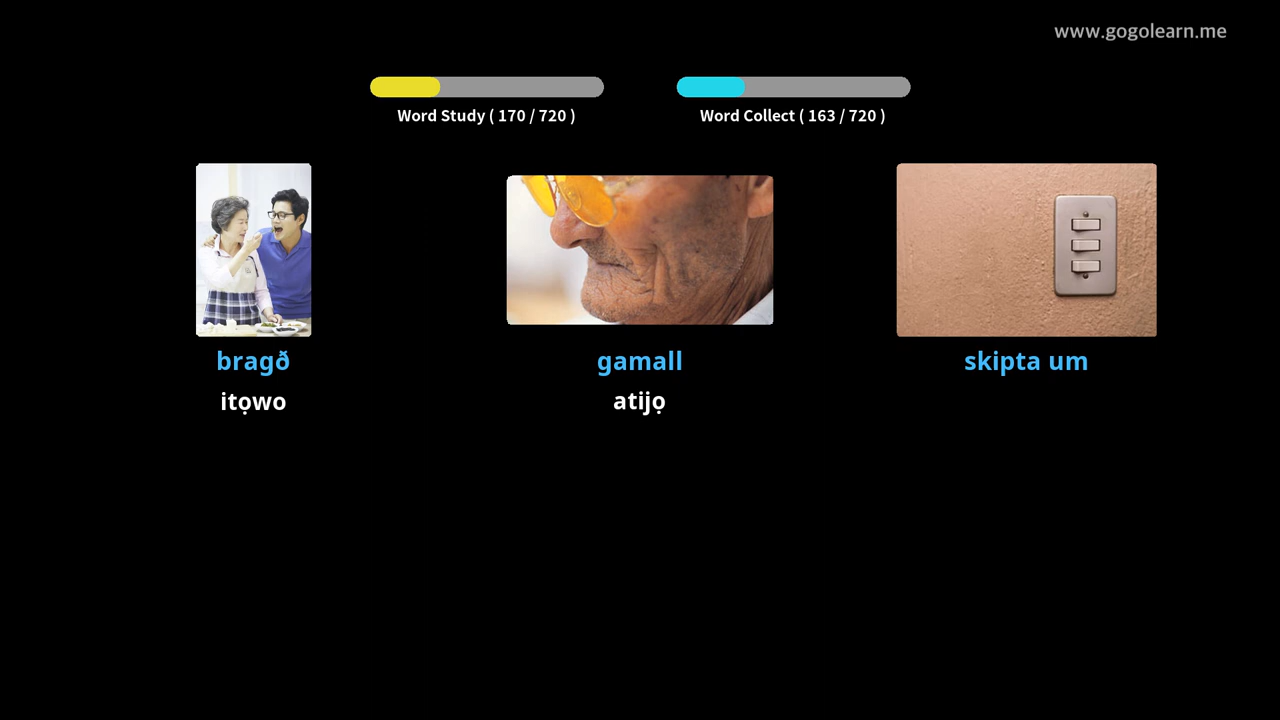 www.gogolearn.me
Word Study ( 170 / 720 )
Word Collect ( 163 / 720 )
bragð
itọwo
gamall
atijọ
skipta um